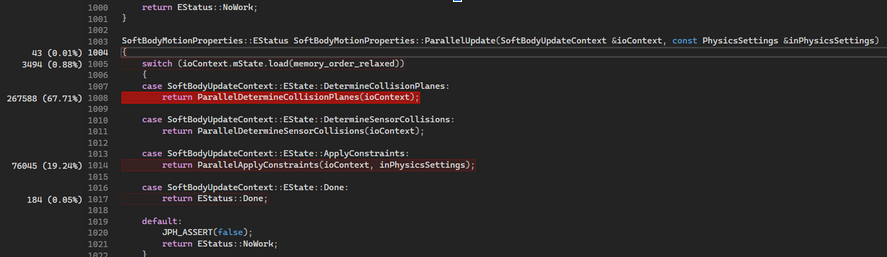 1000 return EStatus::NoWork;
1001 }
1002
1003 SoftBodyMotionProperties::EStatus SoftBodyMotionProperties::ParallelUpdate(SoftBodyUpdateContext &ioContext, const PhysicsSettings &inPhysicsSettings)
43 (0.01%) 1004 {
3494 (0.88%) 1005 switch (ioContext.mState.load(memory_order_relaxed))
1006 {
1007 case SoftBodyUpdateContext::EState::DetermineCollisionPlanes:
267588 (67.71%) 1008 return ParallelDetermineCollisionPlanes(ioContext);
1009
1010 case SoftBodyUpdateContext::EState::DetermineSensorCollisions:
1011 return ParallelDetermineSensorCollisions(ioContext);
1012
1013 case SoftBodyUpdateContext::EState::ApplyConstraints:
76045 (19.24%) 1014 return ParallelApplyConstraints(ioContext, inPhysicsSettings);
1015
1016 case SoftBodyUpdateContext::EState::Done:
184 (0.05%) 1017 return EStatus::Done;
1018
1019 default:
1020 JPH_ASSERT(false);
1021 return EStatus::NoWork;
1022 }